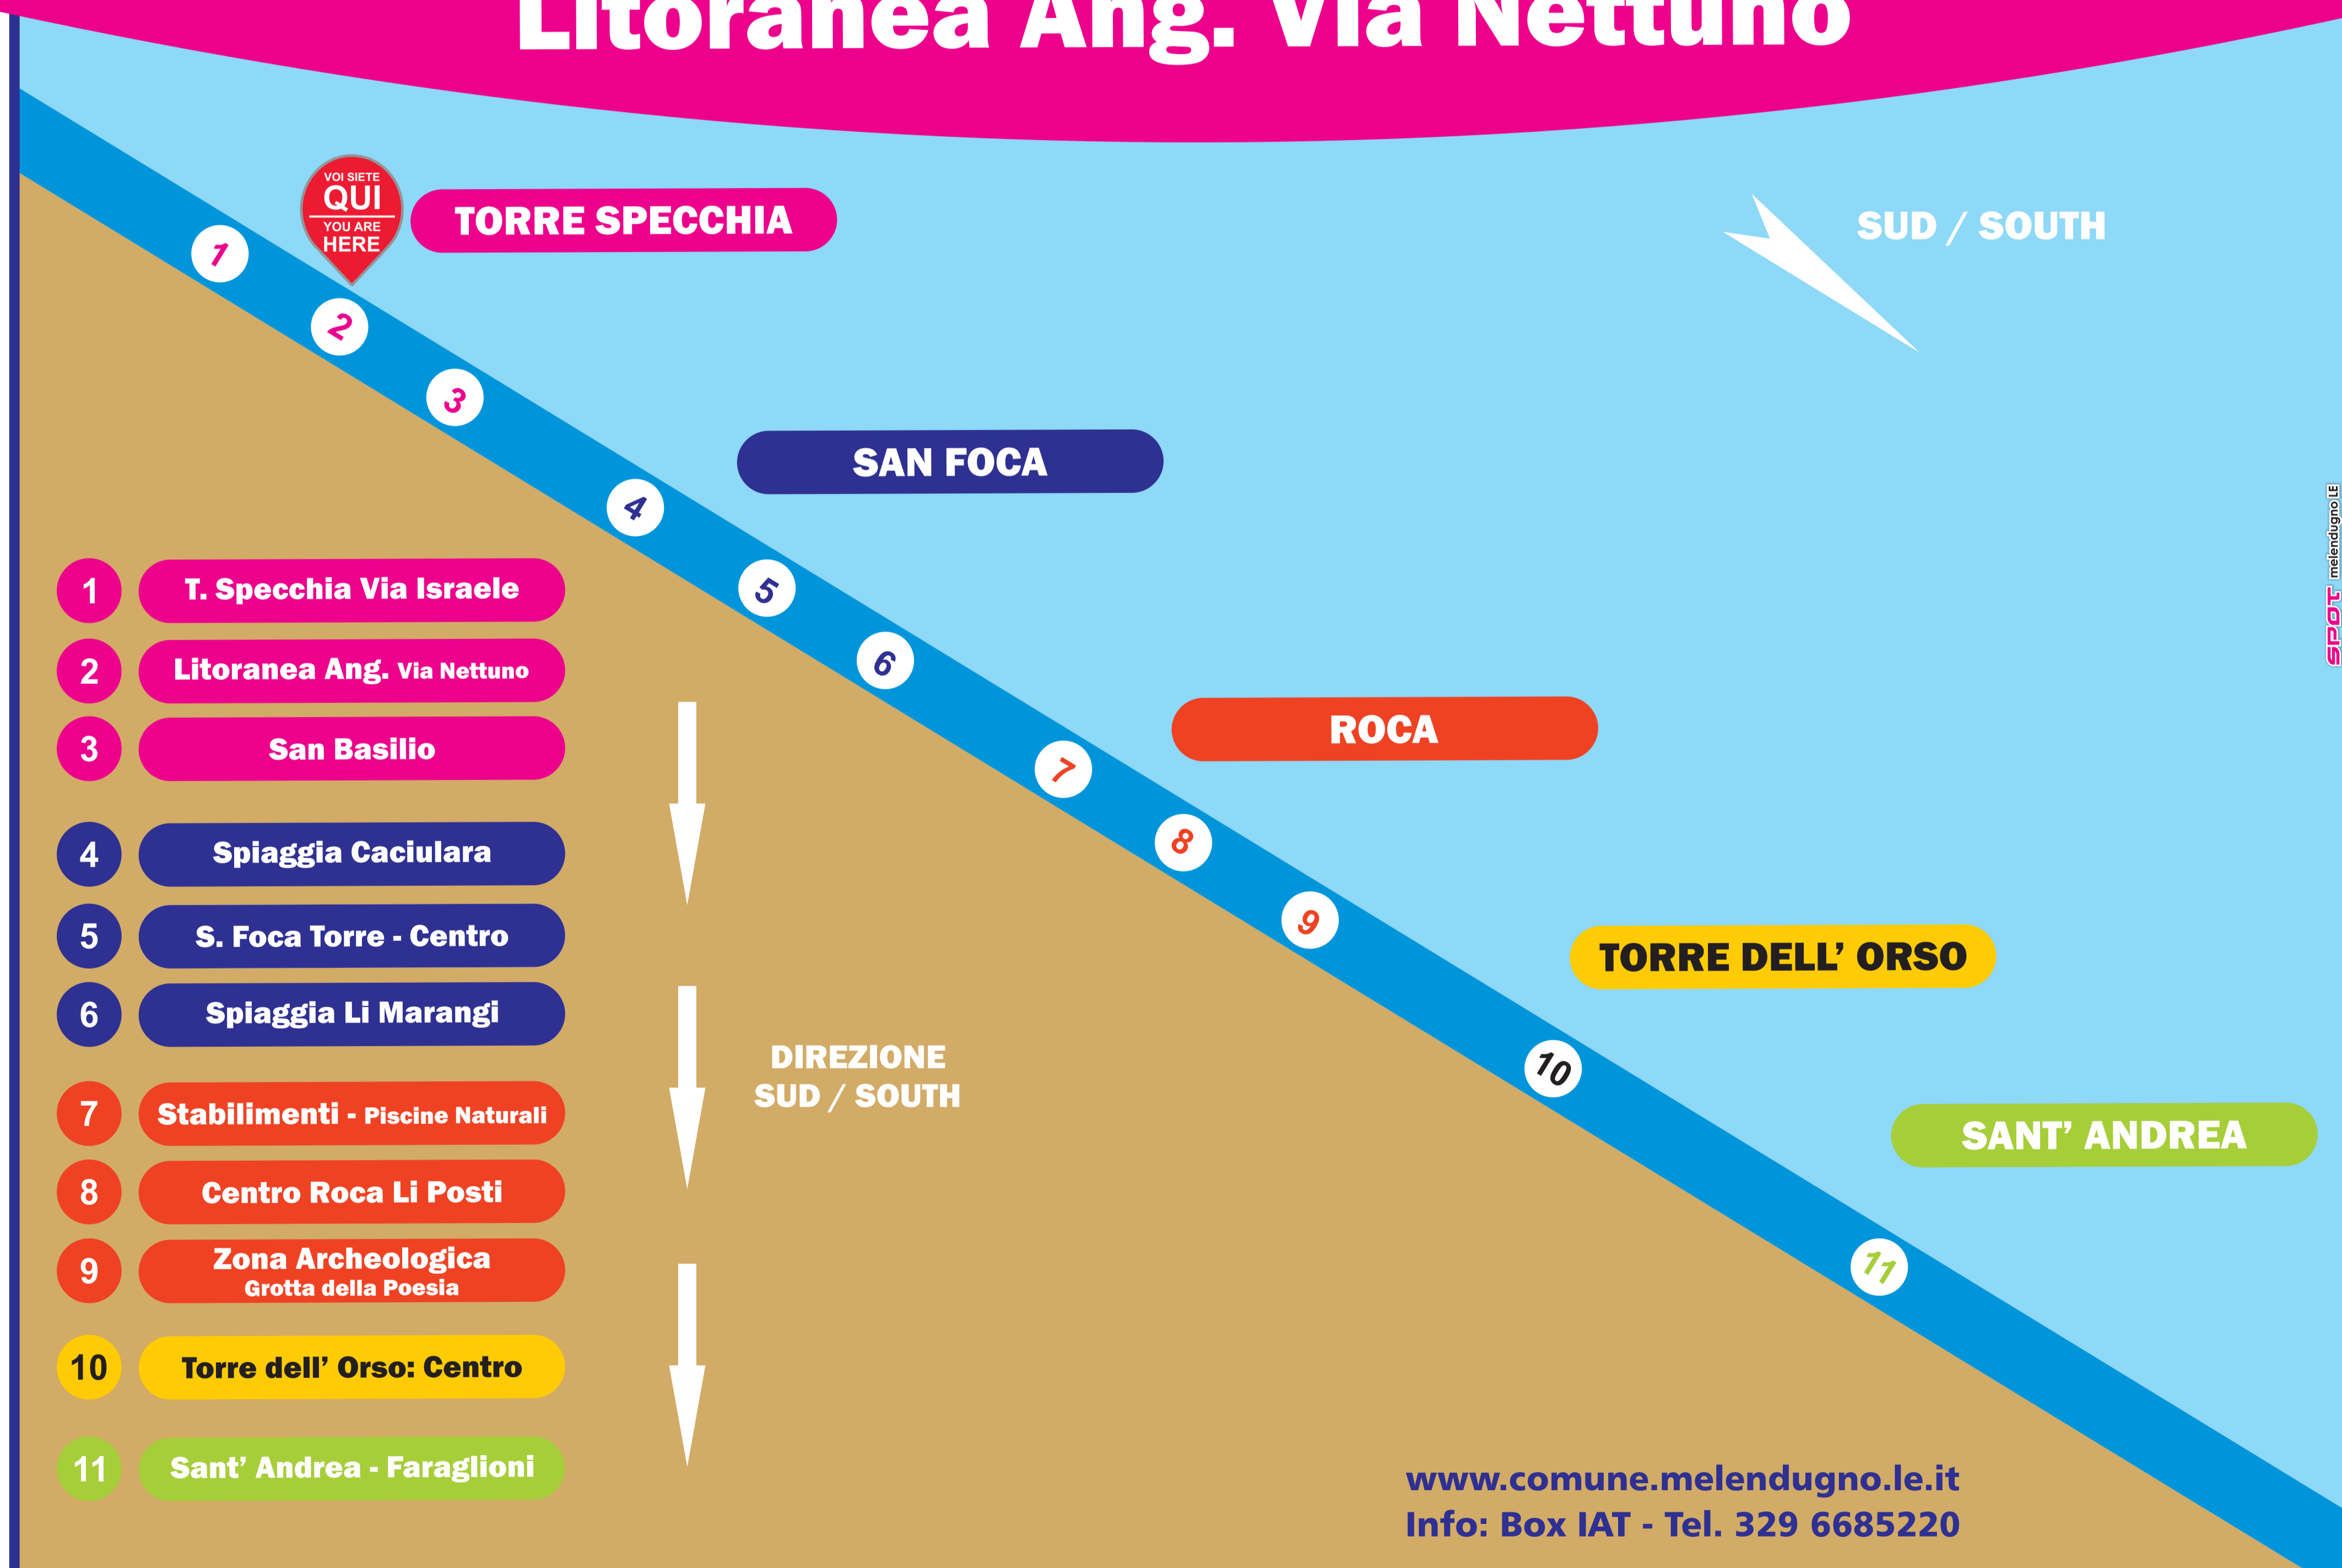 Litoranea Ang. Via Nettuno
VOI SIETE
QUI
YOU ARE
HERE
TORRE SPECCHIA
SUD / SOUTH
1
2
3
SAN FOCA
4
5
6
ROCA
7
8
9
TORRE DELL’ ORSO
10
SANT’ ANDREA
11
1 T. Specchia Via Israele
2 Litoranea Ang. Via Nettuno
3 San Basilio
4 Spiaggia Caciulara
5 S. Foca Torre - Centro
6 Spiaggia Li Marangi
7 Stabilimenti - Piscine Naturali
8 Centro Roca Li Posti
9 Zona Archeologica
Grotta della Poesia
10 Torre dell’ Orso: Centro
11 Sant’ Andrea - Faraglioni
DIREZIONE
SUD / SOUTH
www.comune.melendugno.le.it
Info: Box IAT - Tel. 329 6685220
SPOT melendugno LE